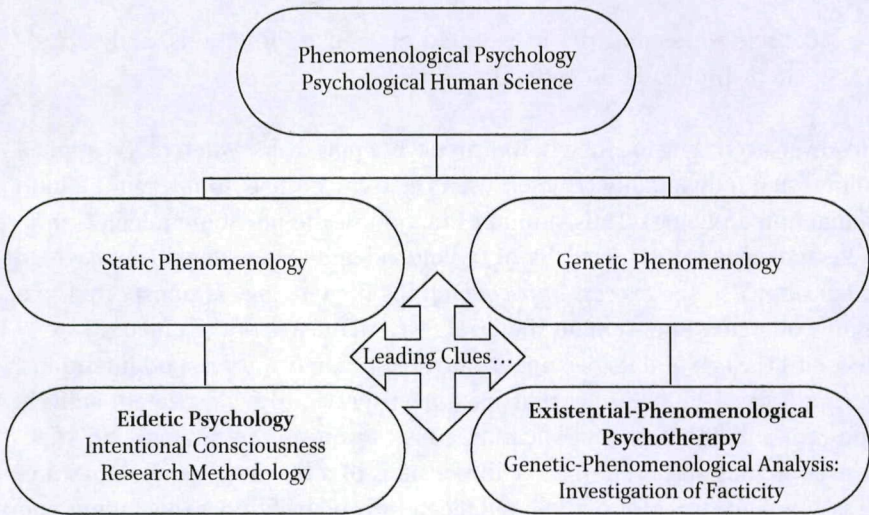 Phenomenological Psychology
Psychological Human Science
Static Phenomenology
Genetic Phenomenology
Leading Clues...
Eidetic Psychology
Intentional Consciousness
Research Methodology
Existential-Phenomenological
Psychotherapy
Genetic-Phenomenological Analysis:
Investigation of Facticity